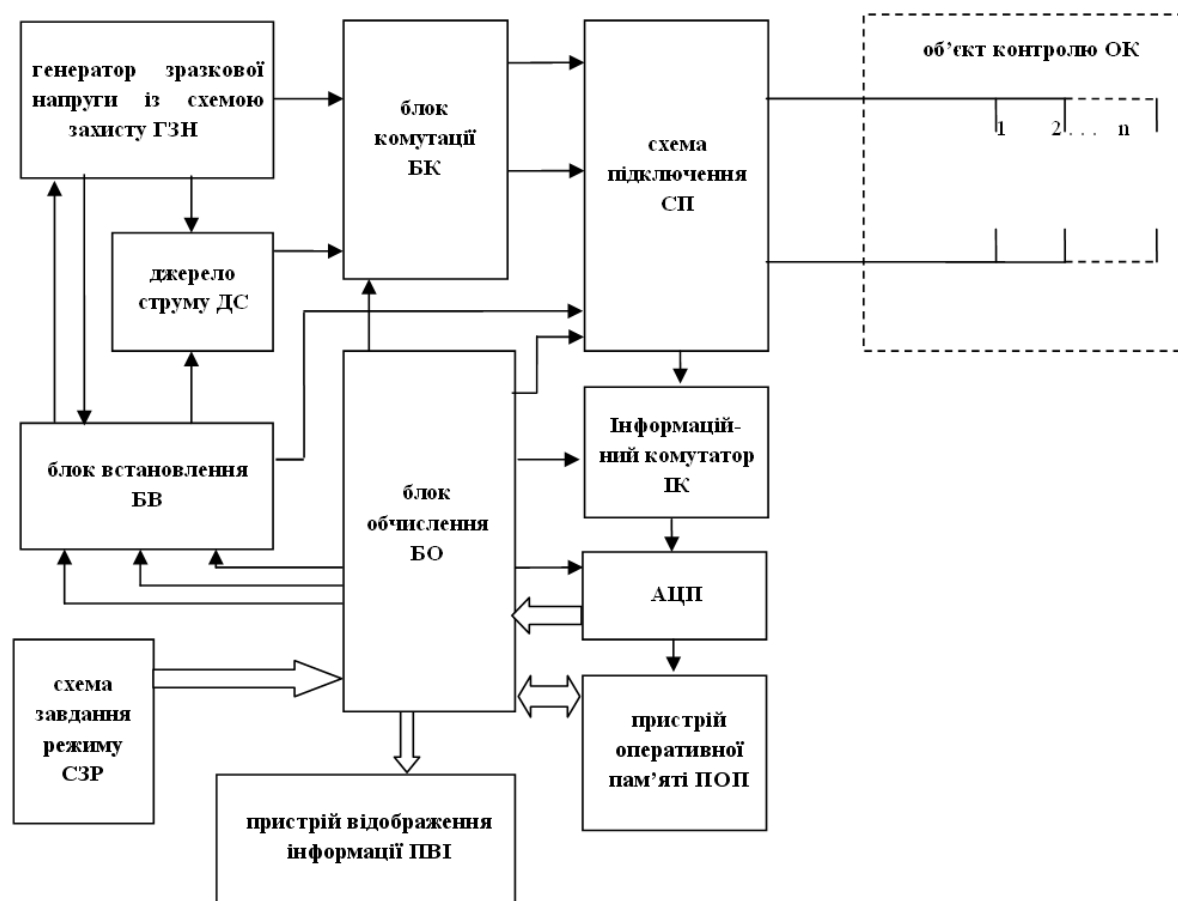 генератор зразкової
напруги із схемою
захисту ГЗН
блок
комутації
БК
схема
підключення
СП
об’єкт контролю ОК
1 2 . . . n
джерело
струму ДС
блок встановлення
БВ
блок
обчислення
БО
Інформацій-
ний комутатор
ІК
АЦП
схема
завдання
режиму
СЗР
пристрій
оперативної
пам’яті ПОП
пристрій відображення
інформації ПВІ